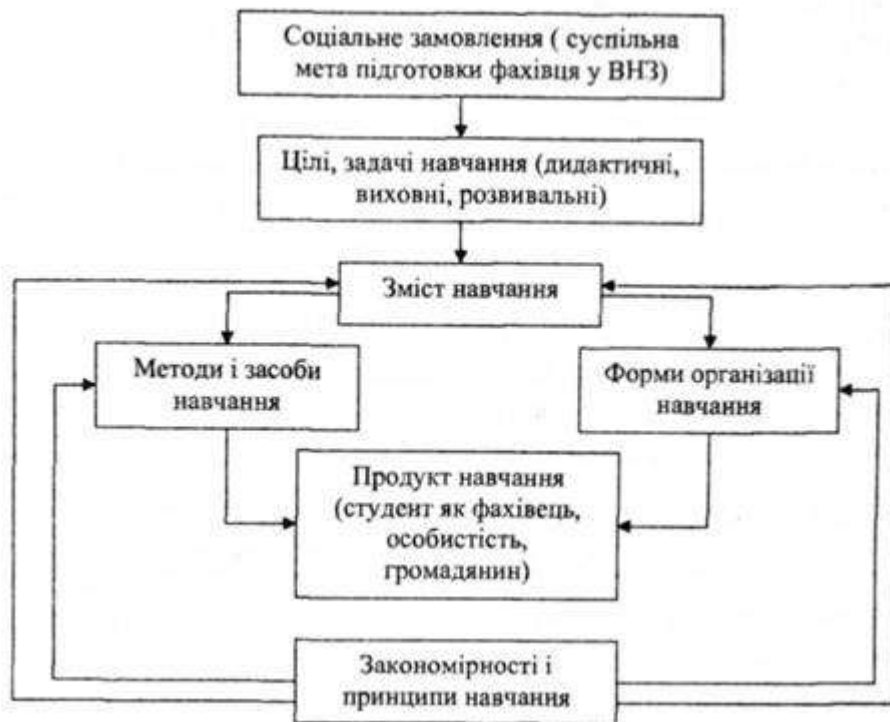 Соціальне замовлення ( суспільна
мета підготовки фахівця у ВНЗ)
Цілі, задачі навчання (дидактичні,
виховні, розвивальні)
Зміст навчання
Методи і засоби
навчання
Форми організації
навчання
Продукт навчання
(студент як фахівець,
особистість,
громадянин)
Закономірності і
принципи навчання